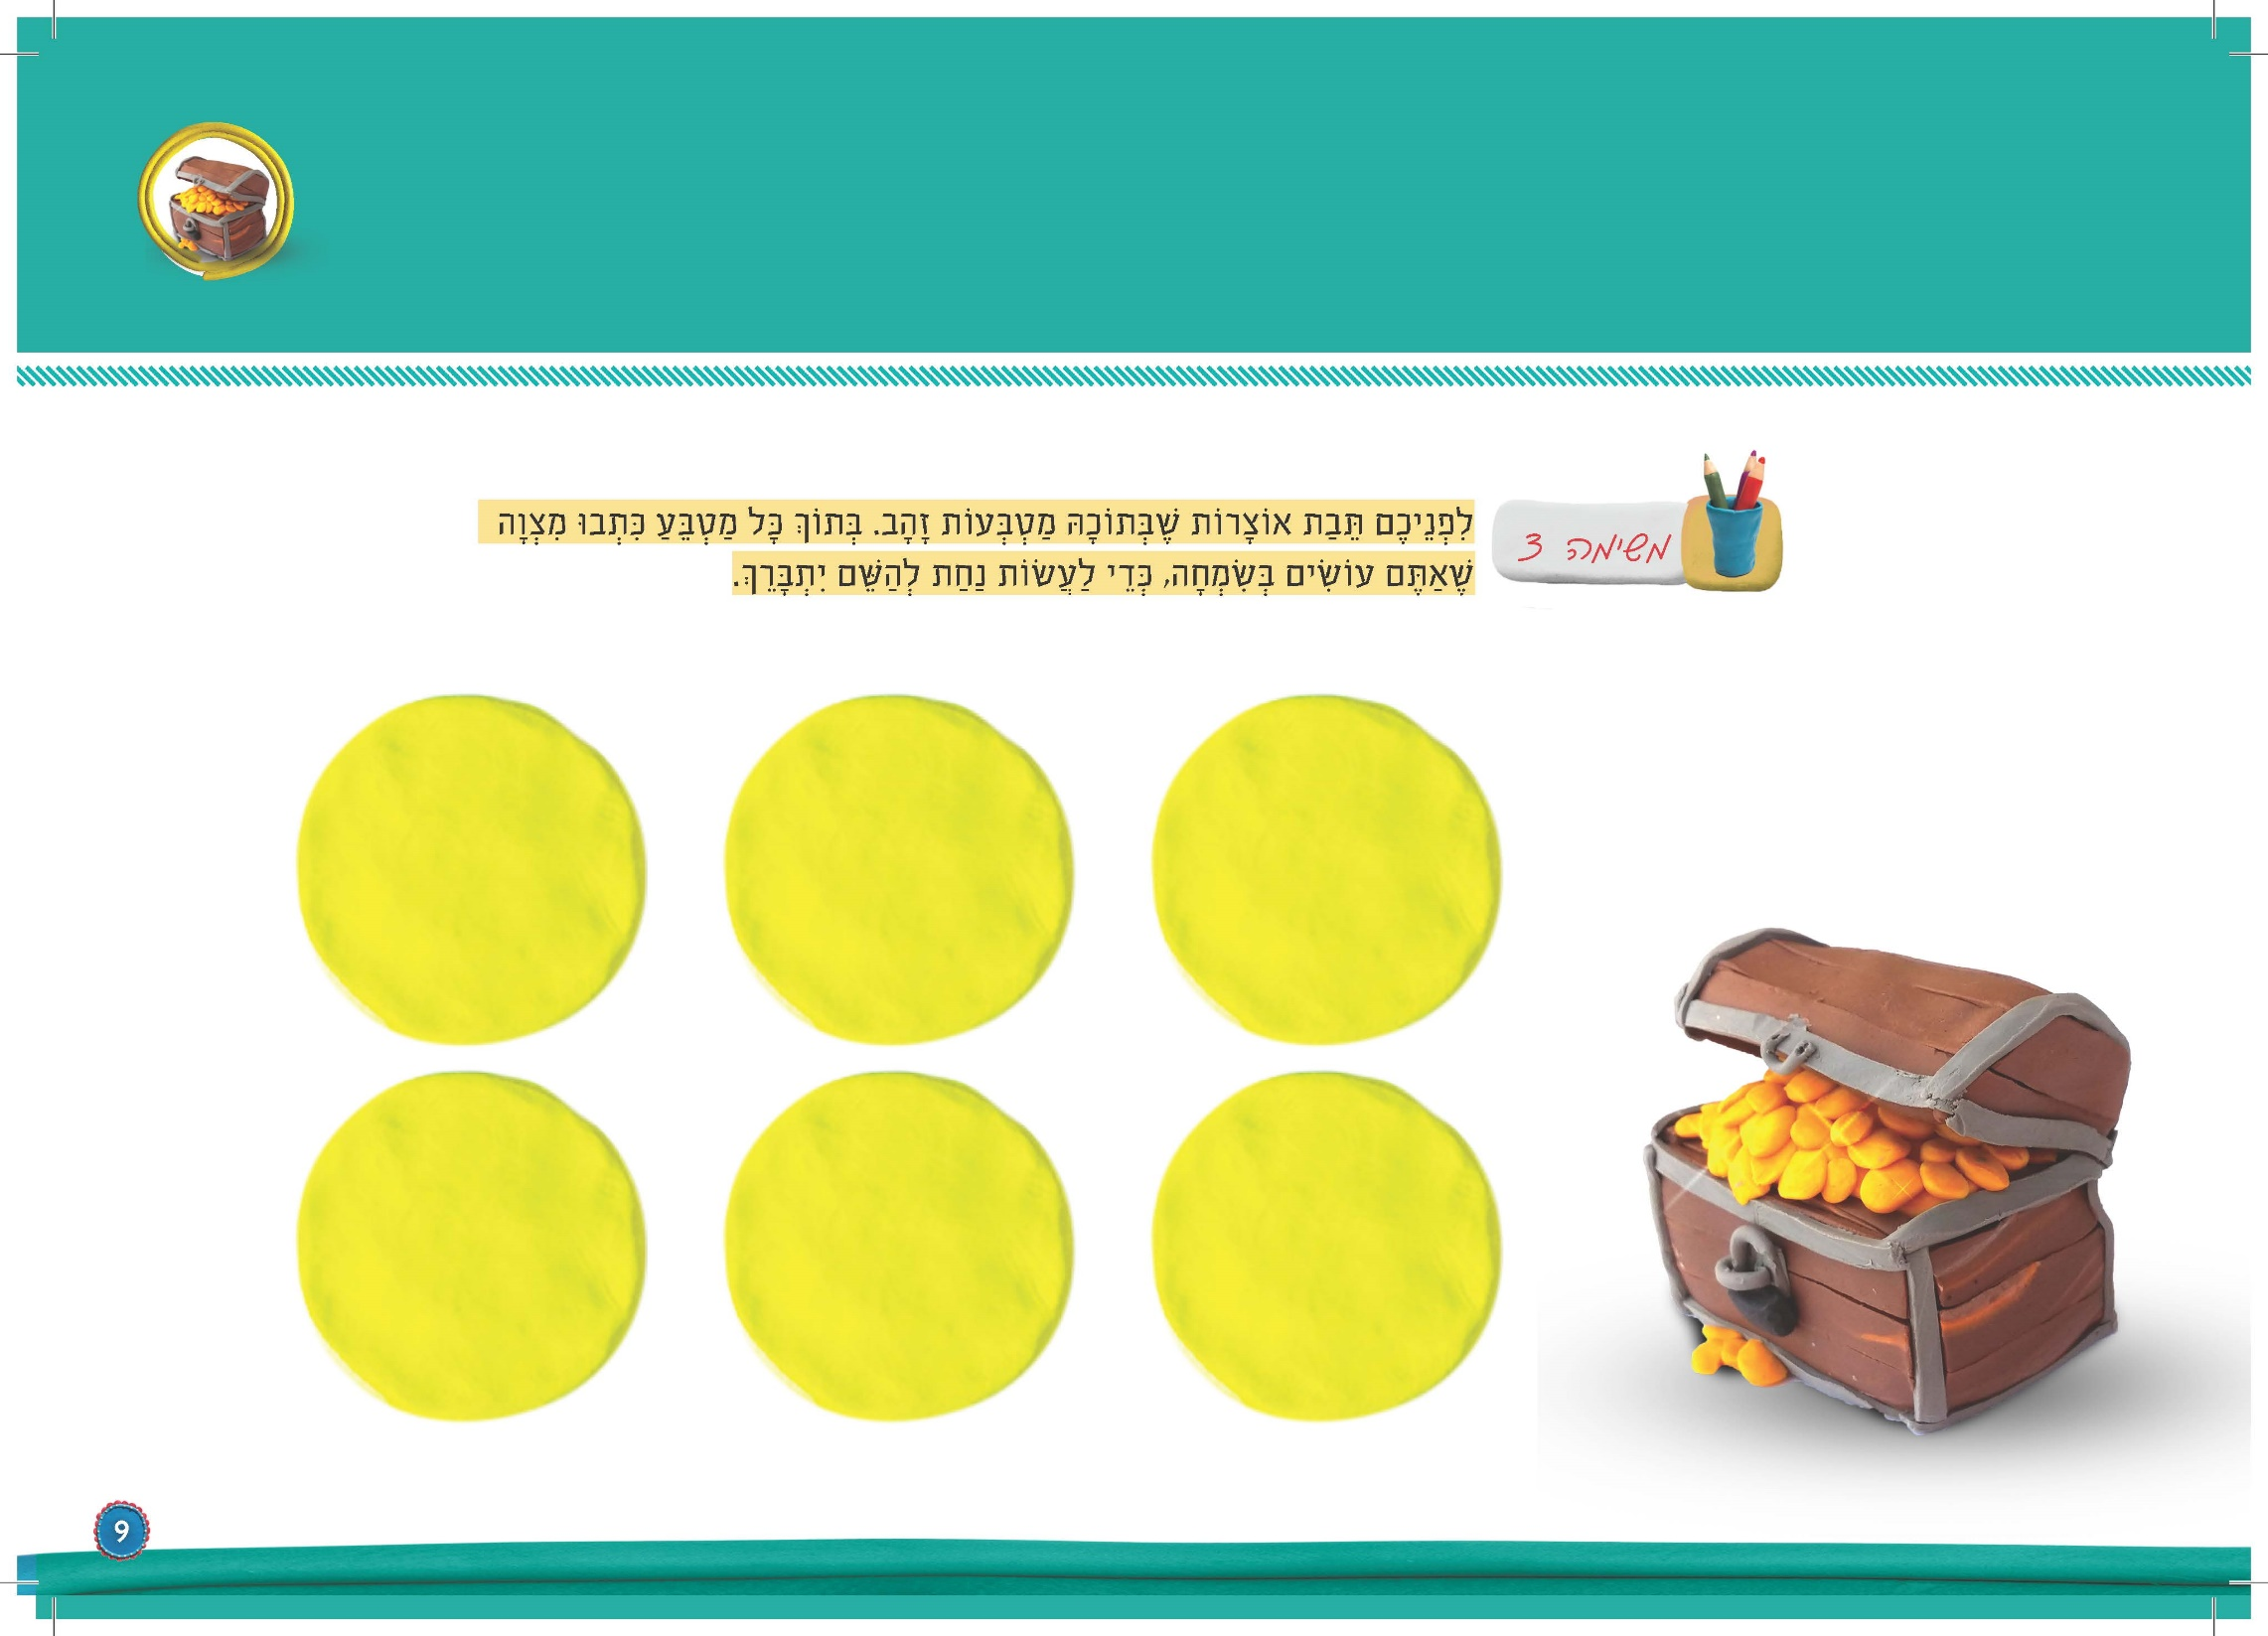 משימה 3
לִפְנֵיכֶם תֵּבַת אוֹצָרוֹת שֶׁבְּתוֹכָהּ מַטְבְּעוֹת זָהָב. בְּתוֹךְ כָּל מַטְבֵּעַ כִּתְבוּ מִצְוָה
שֶׁאַתֶּם עוֹשִׂים בְּשִׂמְחָה, כְּדֵי לַעֲשׂוֹת נַחַת לְהַשֵּׁם יִתְבָּרֵךְ.
9